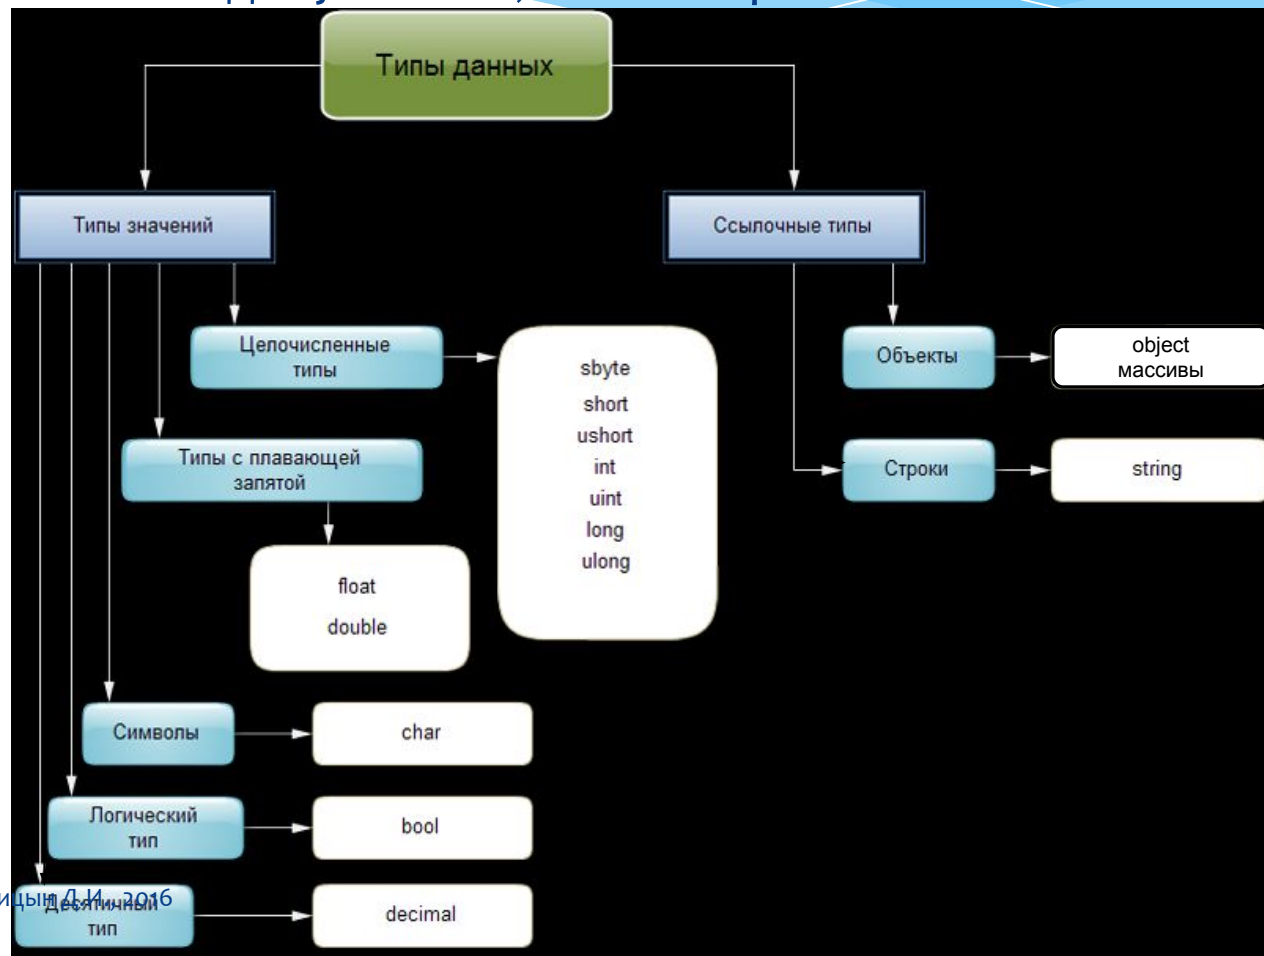 Типы данных
Типы значений
Ссылочные типы
Целочисленные
типы
sbyte
short
ushort
int
uint
long
ulong
Объекты
object
массивы
Типы с плавающей
запятой
Строки
string
float
double
Символы
char
Логический
тип
bool
Д.И., 2016
Десятичный
тип
decimal